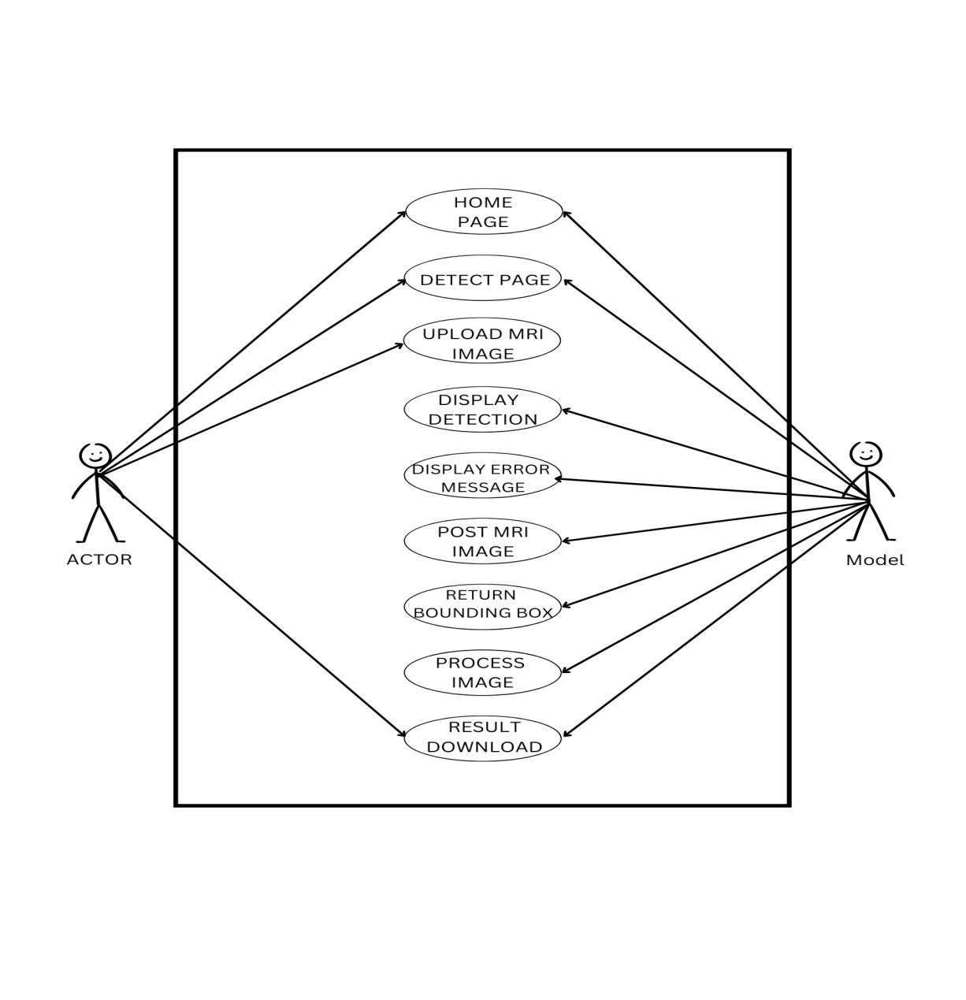 HOME
PAGE
DETECT PAGE
UPLOAD MRI
IMAGE
DISPLAY
DETECTION
DISPLAY ERROR
MESSAGE
POST MRI
IMAGE
RETURN
BOUNDING BOX
PROCESS
IMAGE
RESULT
DOWNLOAD
ACTOR
Model